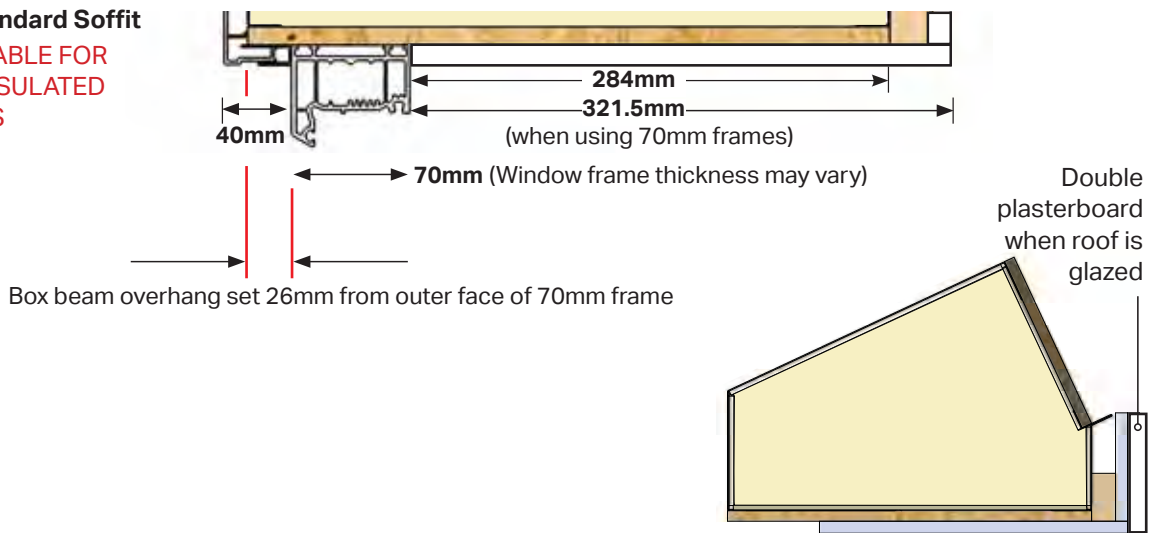 ndard Soffit
ABLE FOR
SULATED
S
284mm
321.5mm
40mm
(when using 70mm frames)
70mm (Window frame thickness may vary)
Box beam overhang set 26mm from outer face of 70mm frame
Double
plasterboard
when roof is
glazed